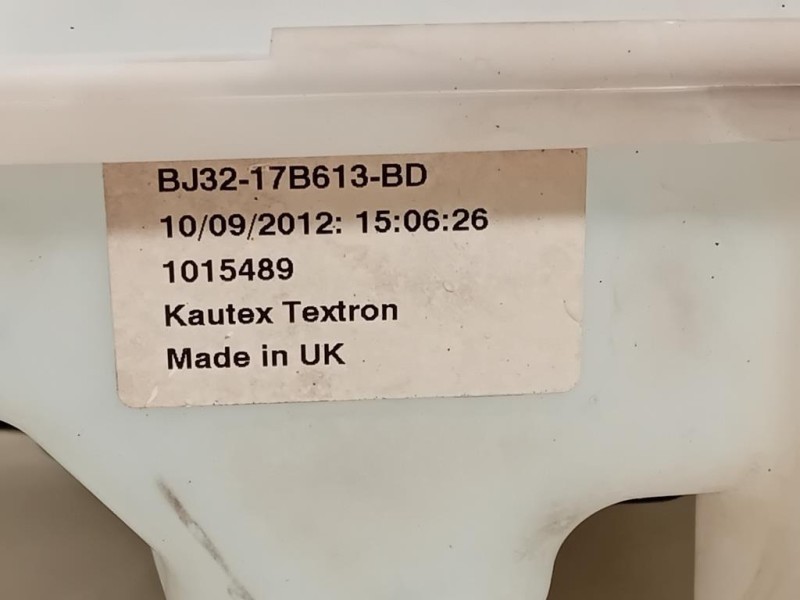 BJ32-17B613-BD
10/09/2012: 15:06:26
1015489
Kautex Textron
Made in UK